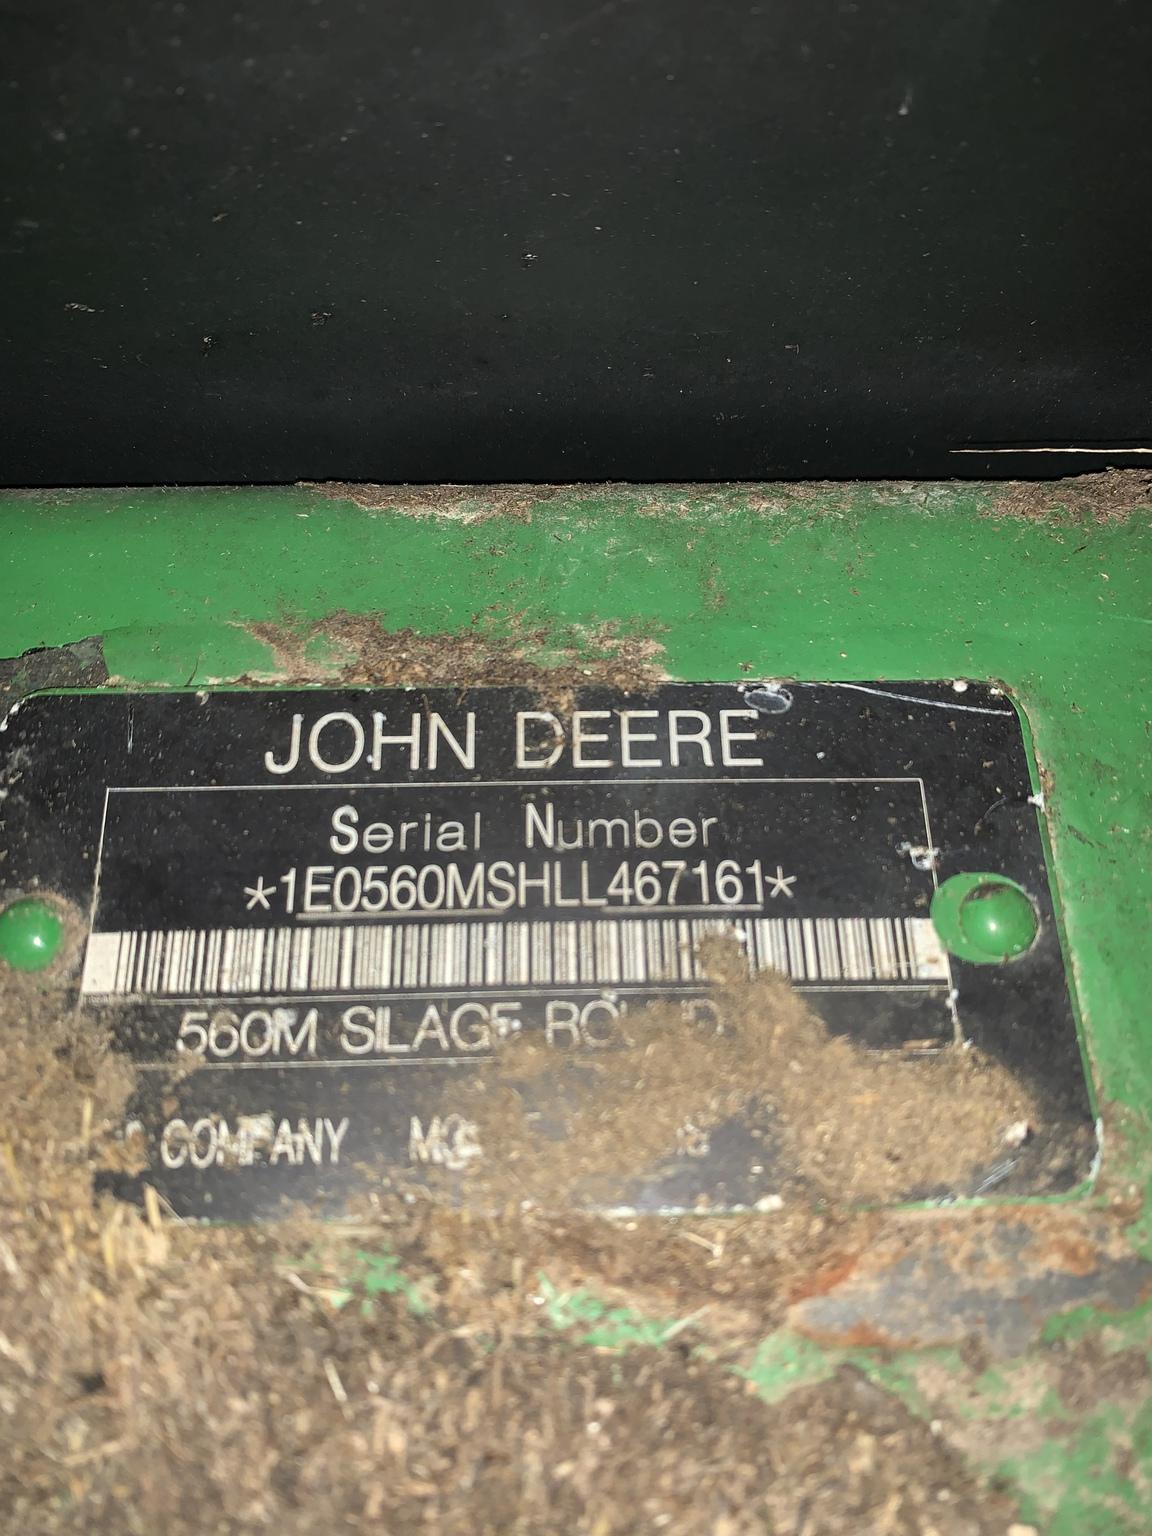 JOHN DEERE
Serial Number
*1E0560MSHLL467161*
560M SILAGE
COMPANY